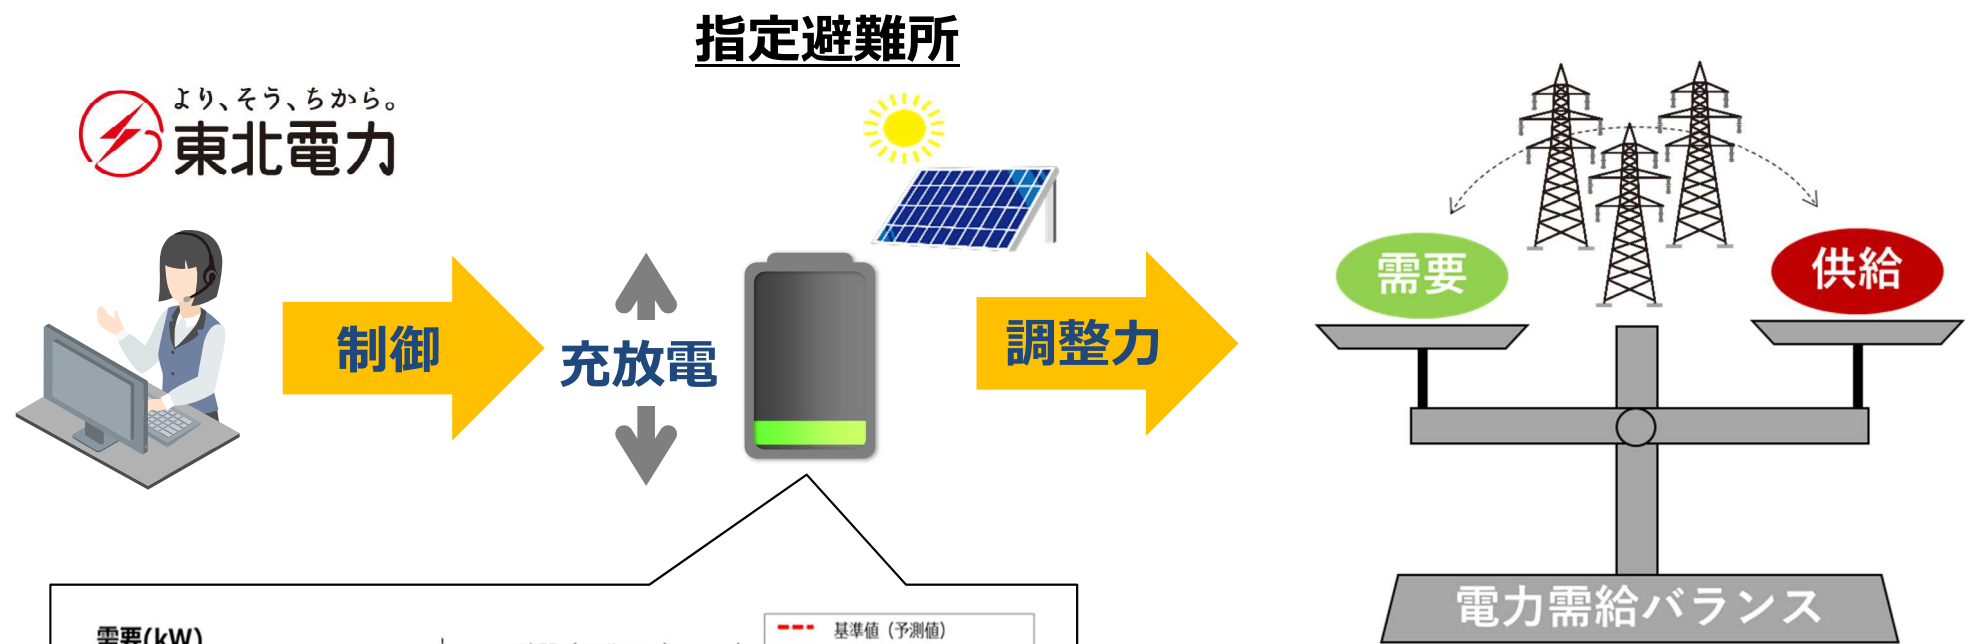 指定避難所
より、そう、ちから。
東北電力
制御
充放電
調整力
需要
供給
電力需給バランス
需要(kW)
基準値（予測値）